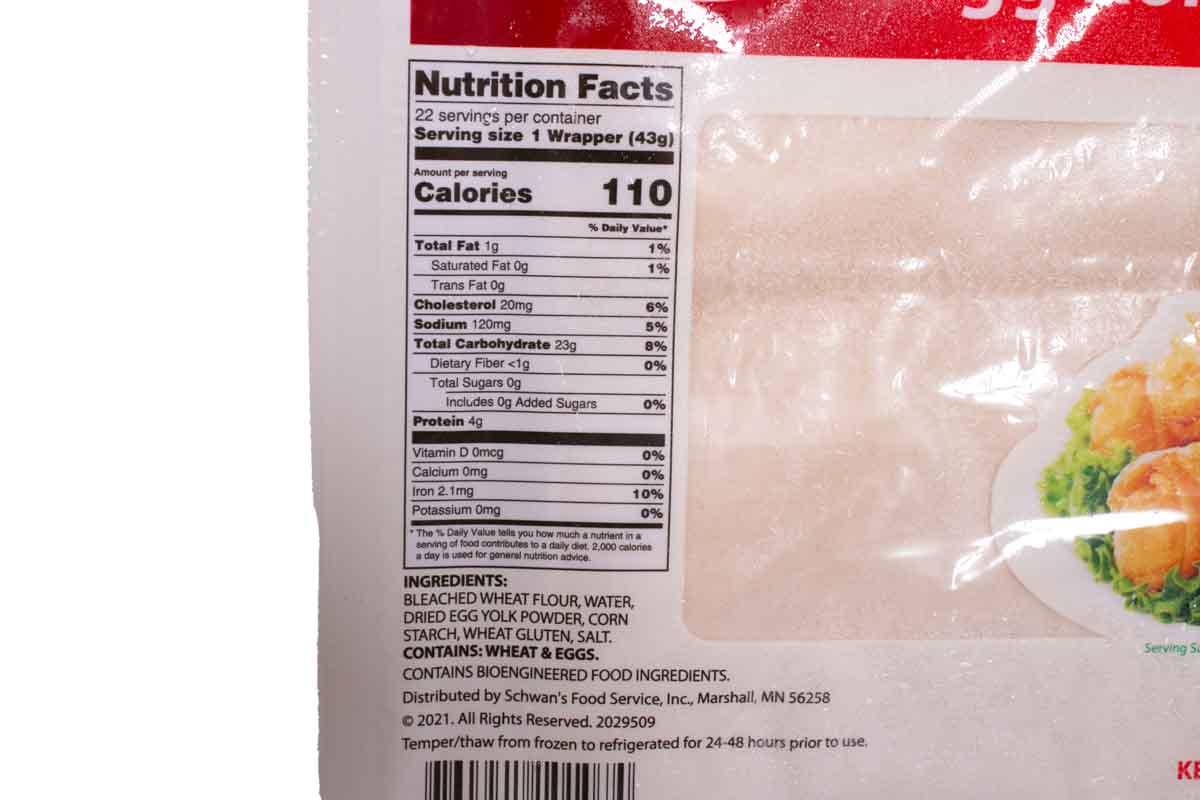 Nutrition Facts
22 servings per container
Serving size 1 Wrapper (43g)
Amount per serving
Calories 110
% Daily Value*
Total Fat 1g 1%
Saturated Fat 0g 1%
Trans Fat 0g
Cholesterol 20mg 6%
Sodium 120mg 5%
Total Carbohydrate 23g 8%
Dietary Fiber <1g 0%
Total Sugars 0g
Includes 0g Added Sugars 0%
Protein 4g
Vitamin D 0mcg 0%
Calcium 0mg 0%
Iron 2.1mg 10%
Potassium 0mg 0%
* The % Daily Value tells you how much a nutrient in a
serving of food contributes to a daily diet. 2,000 calories
a day is used for general nutrition advice.
INGREDIENTS:
BLEACHED WHEAT FLOUR, WATER,
DRIED EGG YOLK POWDER, CORN
STARCH, WHEAT GLUTEN, SALT.
CONTAINS: WHEAT & EGGS.
CONTAINS BIOENGINEERED FOOD INGREDIENTS.
Distributed by Schwan's Food Service, Inc., Marshall, MN 56258
© 2021. All Rights Reserved. 2029509
Temper/thaw from frozen to refrigerated for 24-48 hours prior to use.
Serving